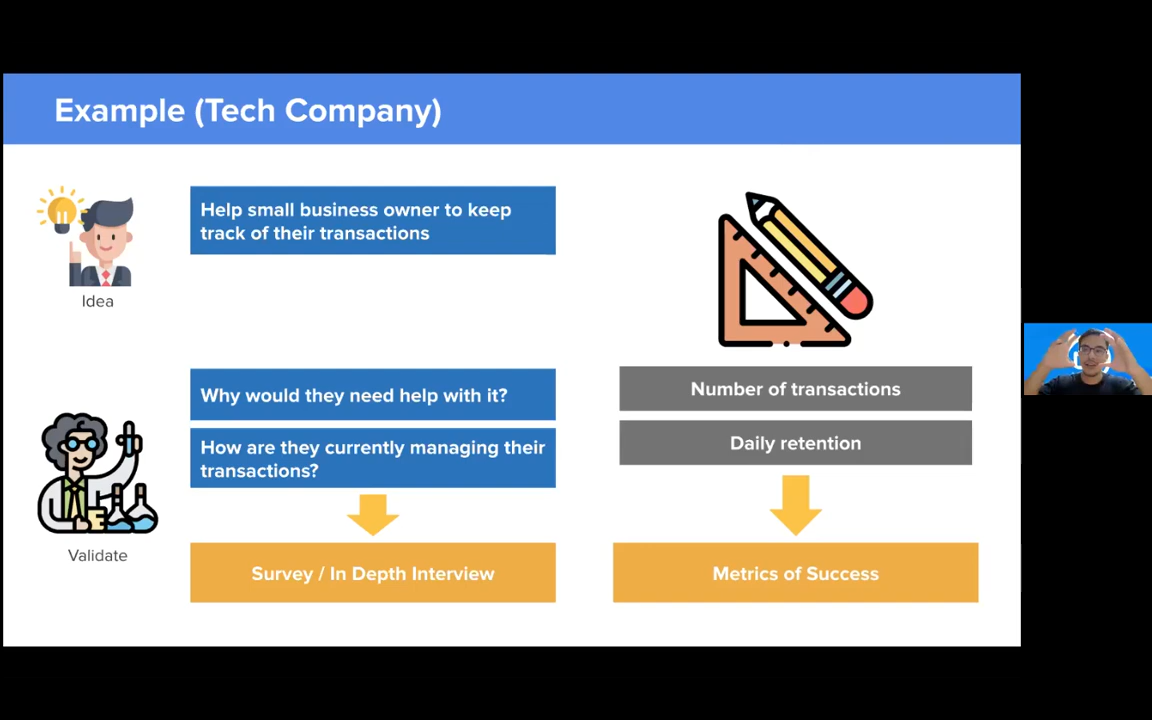 Example (Tech Company)
Help small business owner to keep
track of their transactions
Idea
Why would they need help with it?
How are they currently managing their
transactions?
Validate
Survey / In Depth Interview
Number of transactions
Daily retention
Metrics of Success